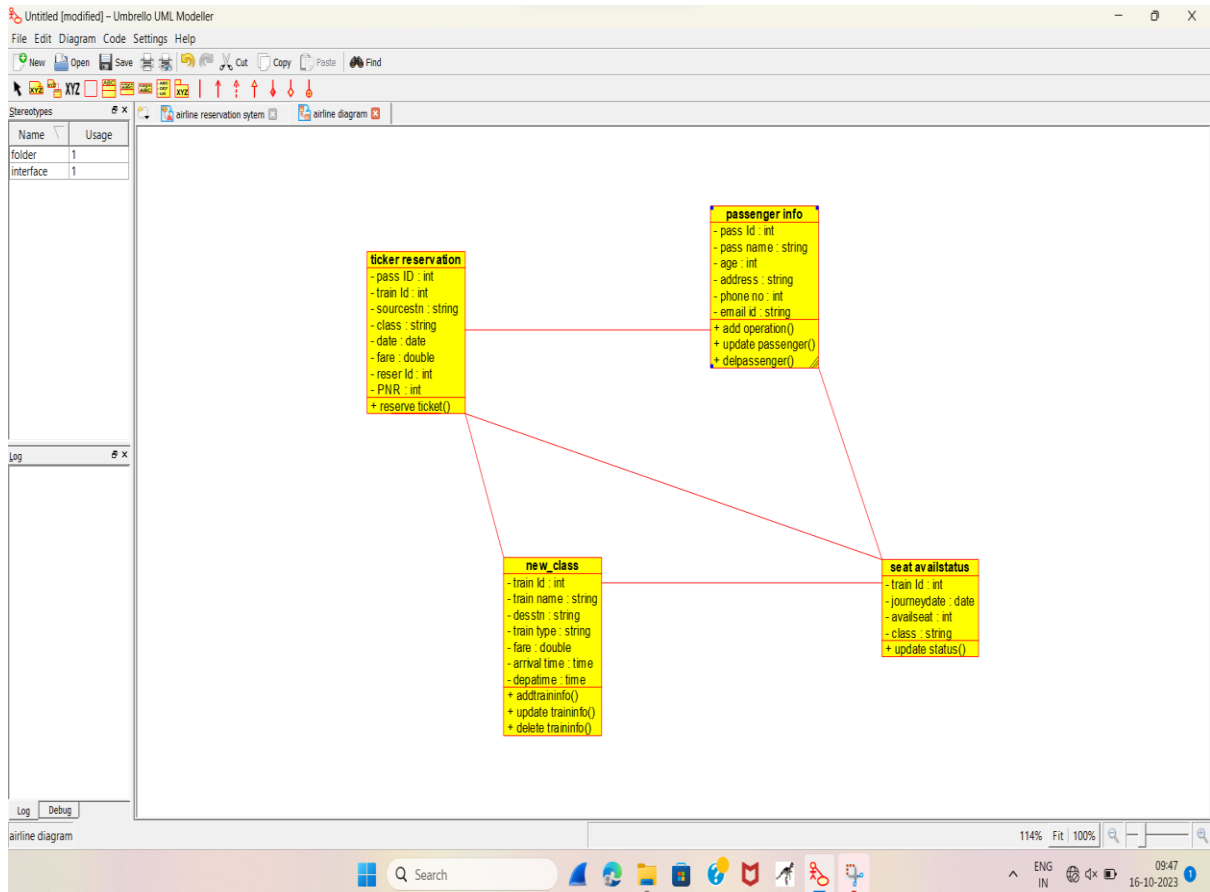 Untitled [modified] – Umbrello UML Modeller
File Edit Diagram Code Settings Help
New Open Save Cut Copy Paste Find
XYZ
Stereotypes
airline reservation sytem airline diagram
Name Usage
folder 1
interface 1
passenger info
- pass Id : int
- pass name : string
- age : int
- address : string
- phone no : int
- email id : string
+ add operation()
+ update passenger()
+ delpassenger()
ticker reservation
- pass ID : int
- train Id : int
- sourcestn : string
- class : string
- date : date
- fare : double
- reser Id : int
- PNR : int
+ reserve ticket()
Log
new_class
- train Id : int
- train name : string
- desstn : string
- train type : string
- fare : double
- arrival time : time
- depatime : time
+ addtraininfo()
+ update traininfo()
+ delete traininfo()
seat availstatus
- train Id : int
- journeydate : date
- availseat : int
- class : string
+ update status()
Log Debug
airline diagram
114% Fit 100%
Search
ENG
IN
09:47
16-10-2023
1